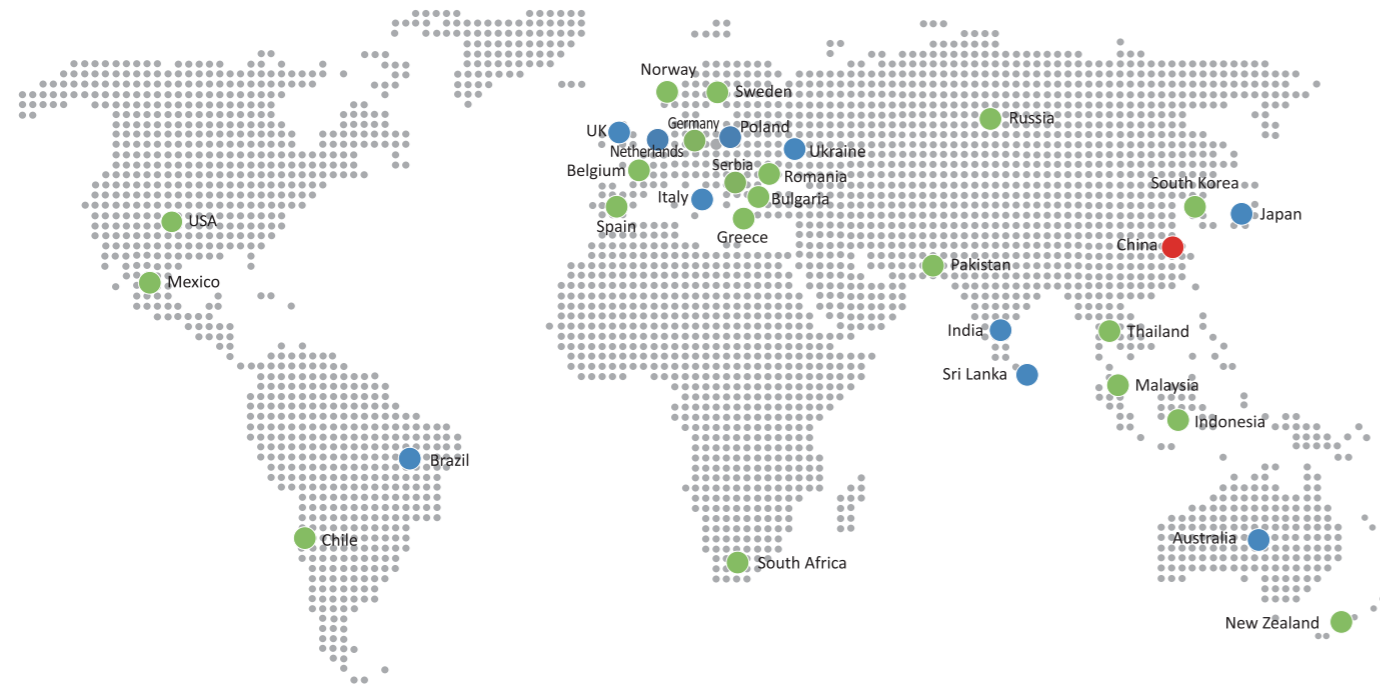 Norway
Sweden
Russia
UK
Germany
Poland
Netherlands
Ukraine
Belgium
Serbia
Romania
South Korea
Italy
Bulgaria
USA
Spain
Greece
Japan
China
Pakistan
Mexico
India
Thailand
Sri Lanka
Malaysia
Indonesia
Brazil
Chile
Australia
South Africa
New Zealand